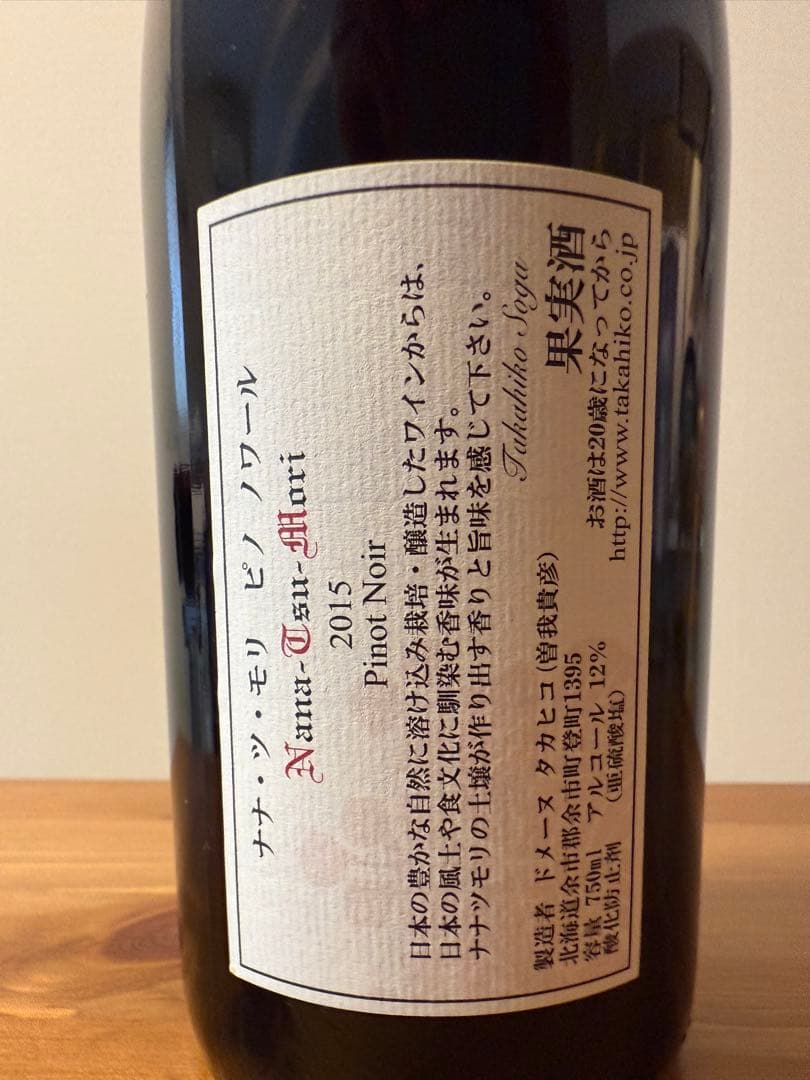 ナナ・ツ・モリ ピノ ノワール
Nana-Tsu-Mori
2015
Pinot Noir
日本の豊かな自然に溶け込み栽培・醸造したワインからは、
日本の風土や食文化に馴染む香味が生まれます。
ナナツモリの土壌が作り出す香りと旨味を感じて下さい。
Takahiko Soga
製造者 ドメーヌ タカヒコ(曽我貴彦)
北海道余市郡余市町登町1395
容量 750ml アルコール 12%
酸化防止剤(亜硫酸塩)
果実酒
お酒は20歳になってから
http://www.takahiko.co.jp